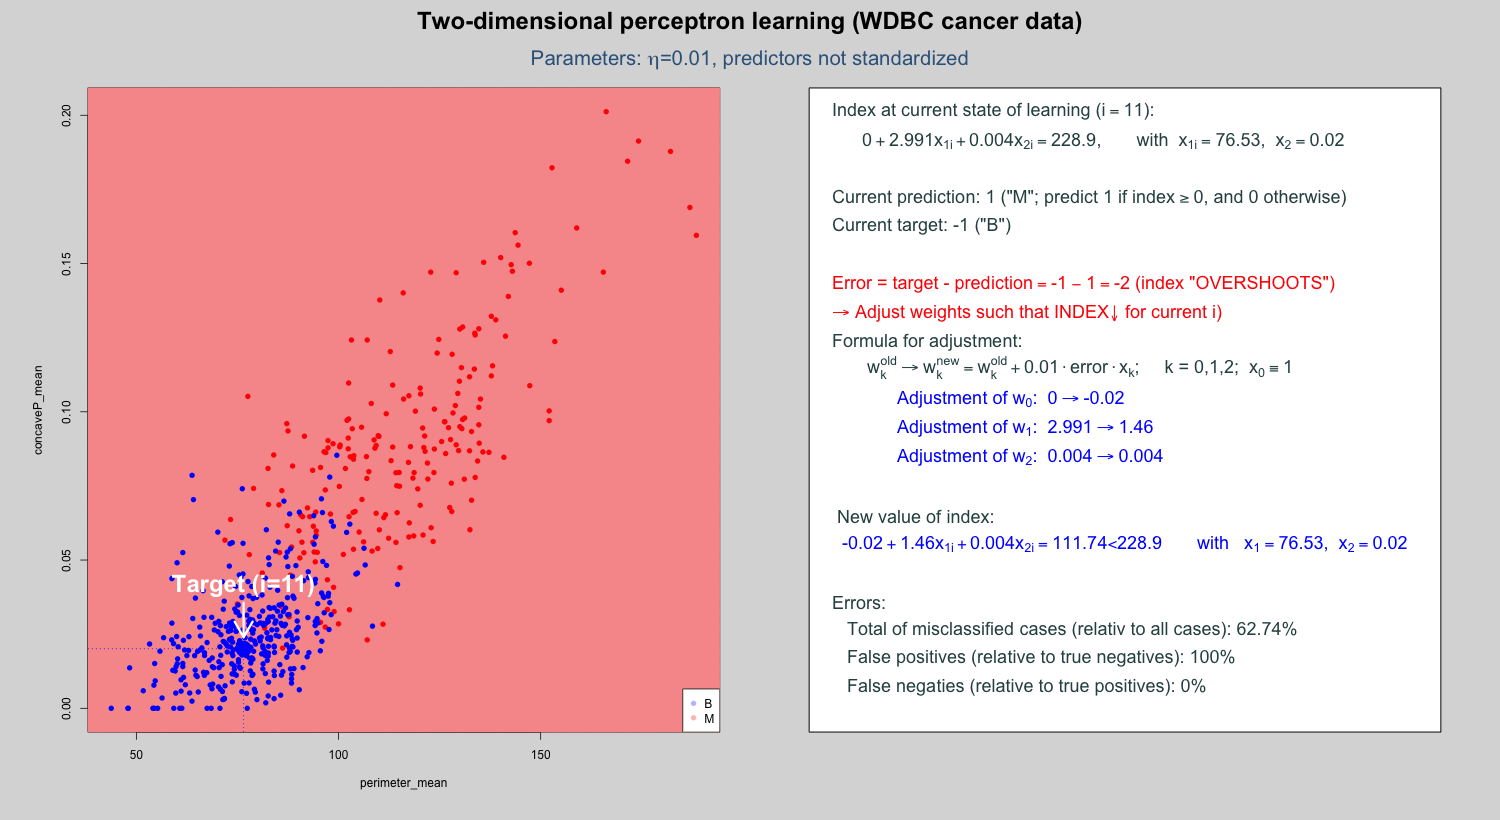 Two-dimensional perceptron learning (WDBC cancer data)
Parameters: η=0.01, predictors not standardized
0.20
0.15
0.10
0.05
0.00
concaveP_mean
Target (i=11)
B
M
50
100
150
perimeter_mean
Index at current state of learning (i = 11):
0 + 2.991x1i + 0.004x2i = 228.9, with x1i = 76.53, x2 = 0.02
Current prediction: 1 ("M"; predict 1 if index ≥ 0, and 0 otherwise)
Current target: -1 ("B")
Error = target - prediction = -1 − 1 = -2 (index "OVERSHOOTS")
→ Adjust weights such that INDEX↓ for current i)
Formula for adjustment:
w_k^old → w_k^new = w_k^old + 0.01 · error · x_k; k = 0,1,2; x0 ≡ 1
Adjustment of w0: 0 → -0.02
Adjustment of w1: 2.991 → 1.46
Adjustment of w2: 0.004 → 0.004
New value of index:
-0.02 + 1.46x1i + 0.004x2i = 111.74<228.9 with x1 = 76.53, x2 = 0.02
Errors:
Total of misclassified cases (relativ to all cases): 62.74%
False positives (relative to true negatives): 100%
False negaties (relative to true positives): 0%